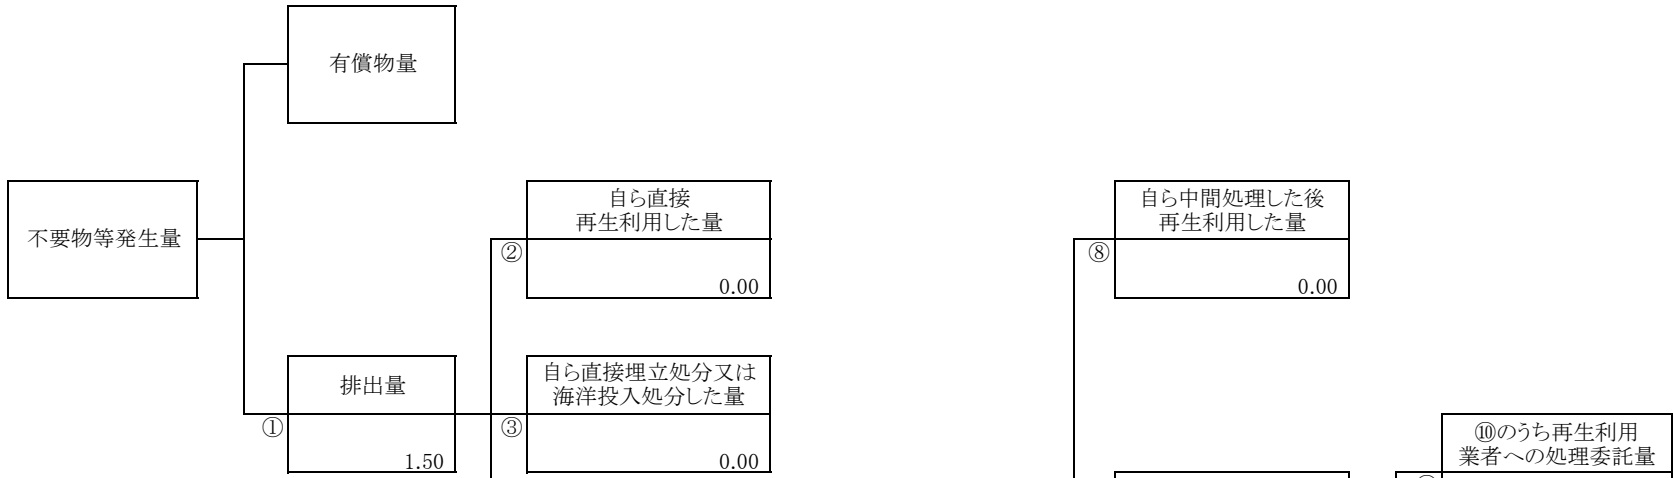 有償物量
不要物等発生量
自ら直接
再生利用した量
②
0.00
自ら中間処理した後
再生利用した量
⑧
0.00
排出量
①
1.50
自ら直接埋立処分又は
海洋投入処分した量
③
0.00
⑩のうち再生利用
業者への処理委託量